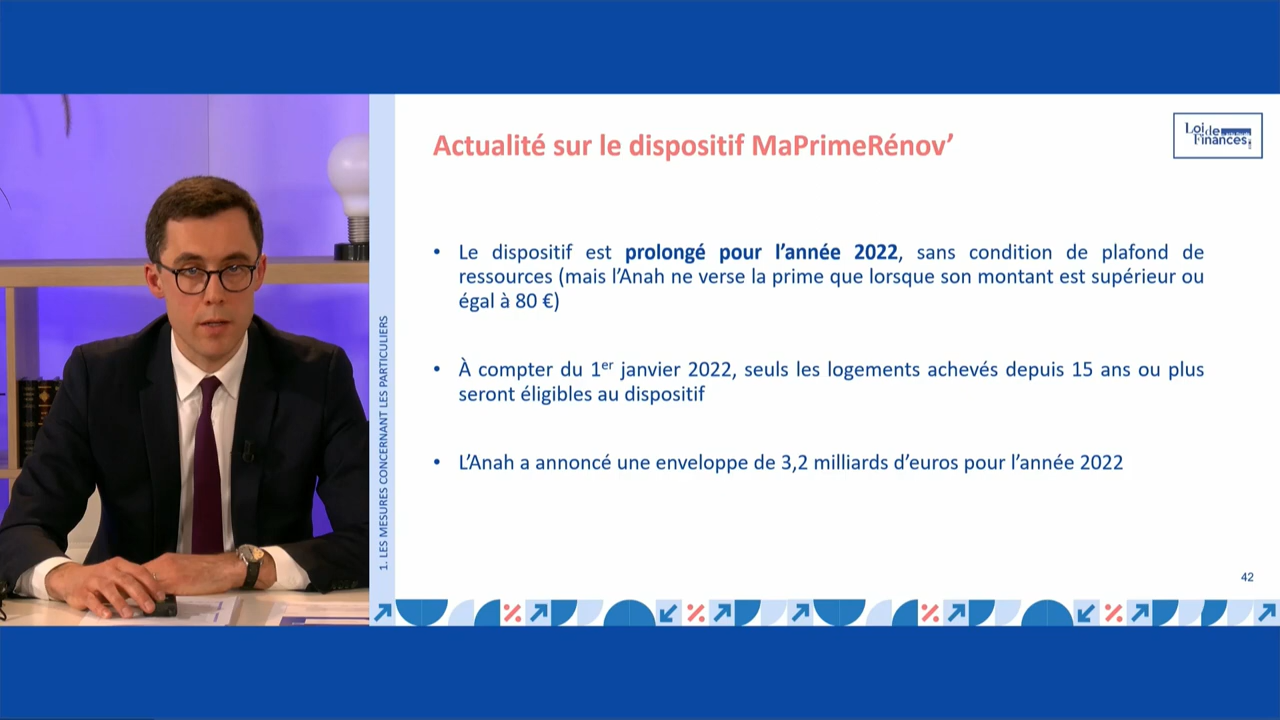 Actualité sur le dispositif MaPrimeRénov’
Loi de
Finances
• Le dispositif est prolongé pour l’année 2022, sans condition de plafond de
ressources (mais l’Anah ne verse la prime que lorsque son montant est supérieur ou
égal à 80 €)
• À compter du 1er janvier 2022, seuls les logements achevés depuis 15 ans ou plus
seront éligibles au dispositif
• L’Anah a annoncé une enveloppe de 3,2 milliards d’euros pour l’année 2022
1. LES MESURES CONCERNANT LES PARTICULIERS
42